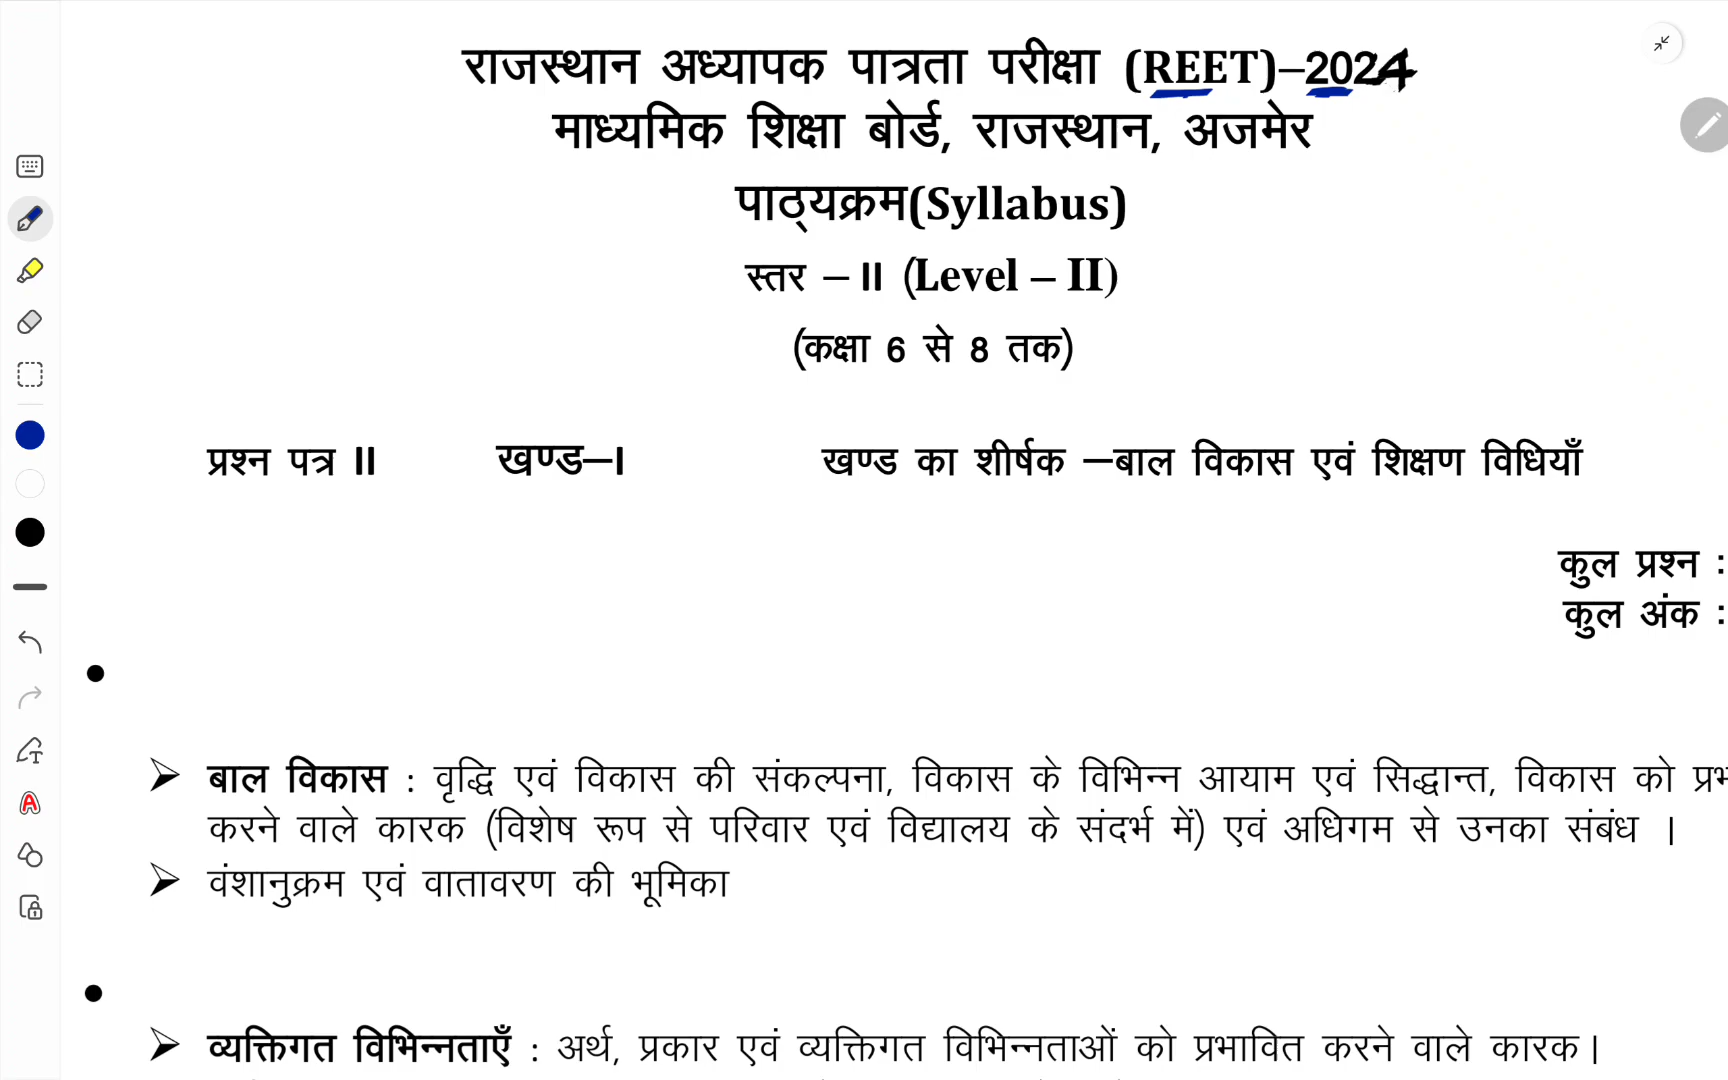 राजस्थान अध्यापक पात्रता परीक्षा (REET)–2024
माध्यमिक शिक्षा बोर्ड, राजस्थान, अजमेर
पाठ्यक्रम(Syllabus)
स्तर – II (Level – II)
(कक्षा 6 से 8 तक)
प्रश्न पत्र II खण्ड–I खण्ड का शीर्षक –बाल विकास एवं शिक्षण विधियाँ
कुल प्रश्न :
कुल अंक :
बाल विकास : वृद्धि एवं विकास की संकल्पना, विकास के विभिन्न आयाम एवं सिद्धान्त, विकास को
करने वाले कारक (विशेष रूप से परिवार एवं विद्यालय के संदर्भ में) एवं अधिगम से उनका संबंध ।
वंशानुक्रम एवं वातावरण की भूमिका
व्यक्तिगत विभिन्नताएँ : अर्थ, प्रकार एवं व्यक्तिगत विभिन्नताओं को प्रभावित करने वाले कारक।